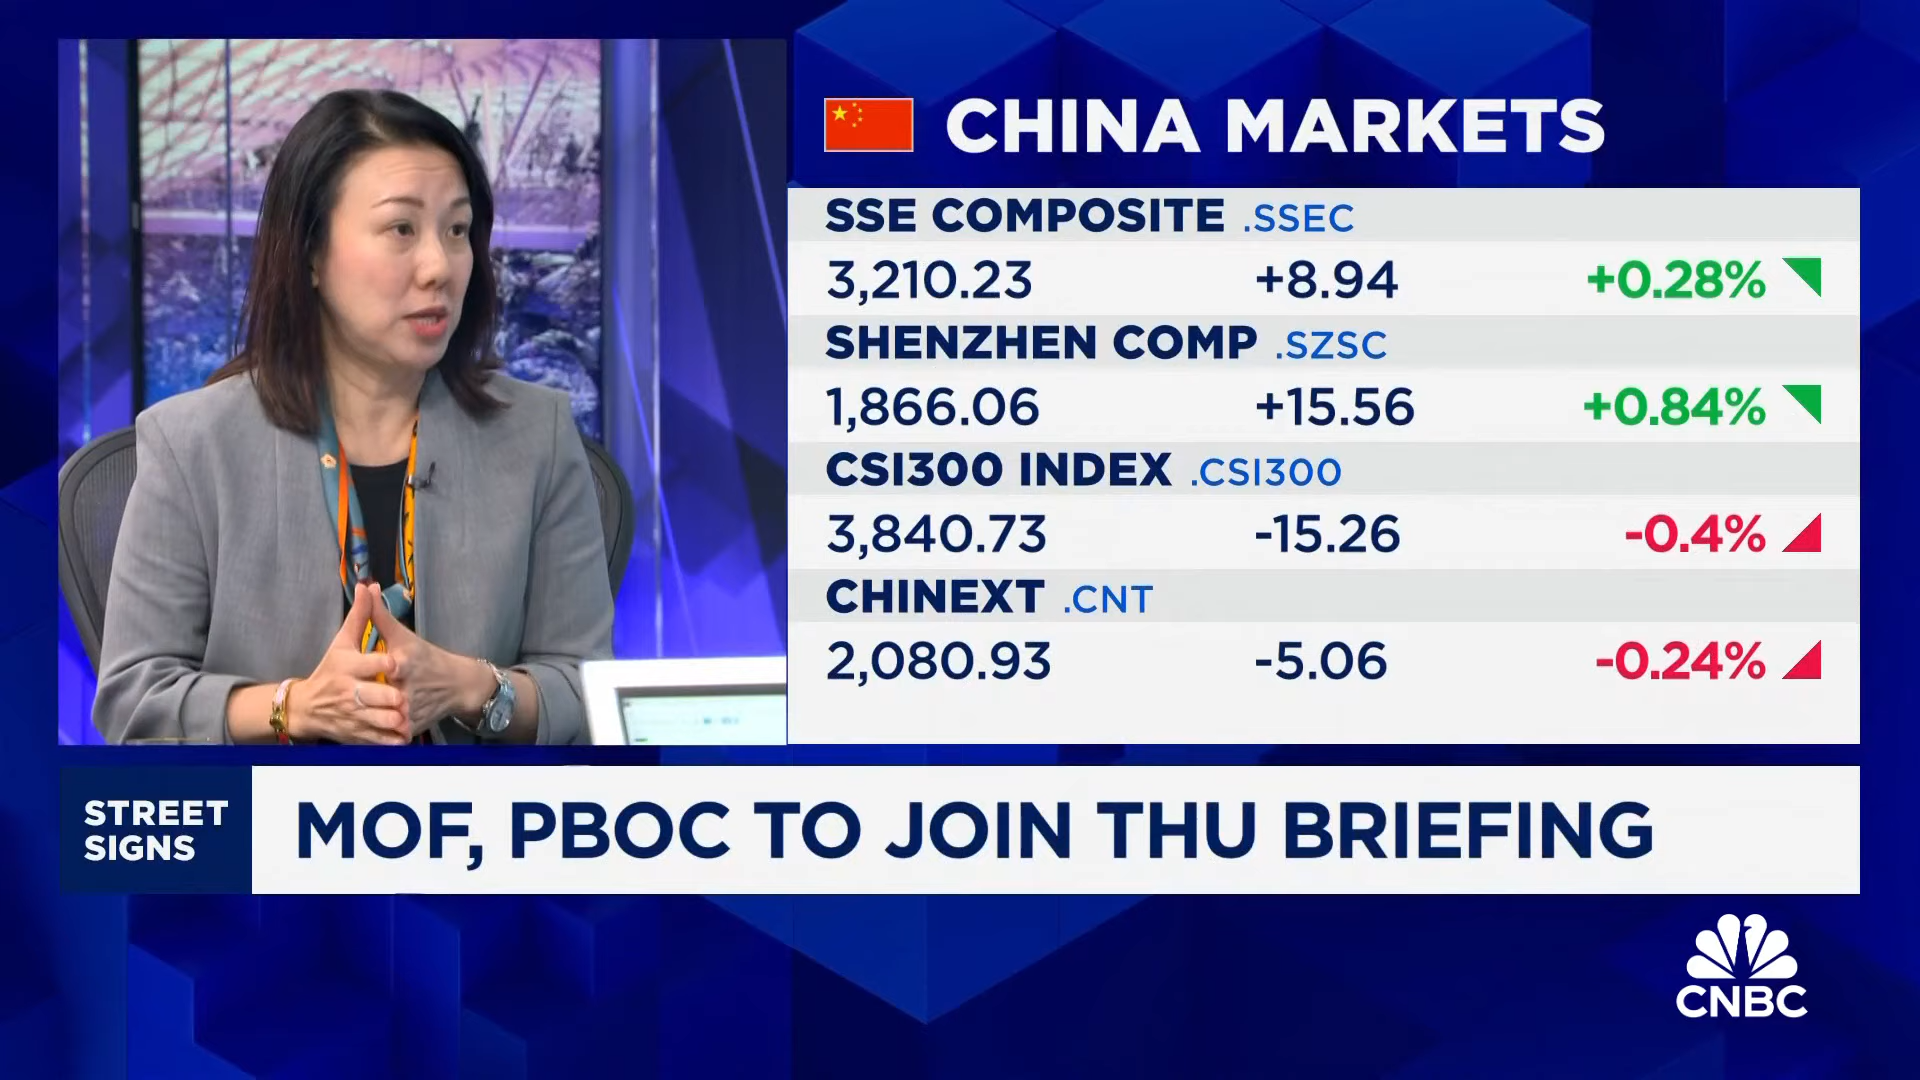 CHINA MARKETS
SSE COMPOSITE .SSEC
3,210.23 +8.94 +0.28%
SHENZHEN COMP .SZSC
1,866.06 +15.56 +0.84%
CSI300 INDEX .CSI300
3,840.73 -15.26 -0.4%
CHINEXT .CNT
2,080.93 -5.06 -0.24%
STREET
SIGNS
MOF, PBOC TO JOIN THU BRIEFING
CNBC